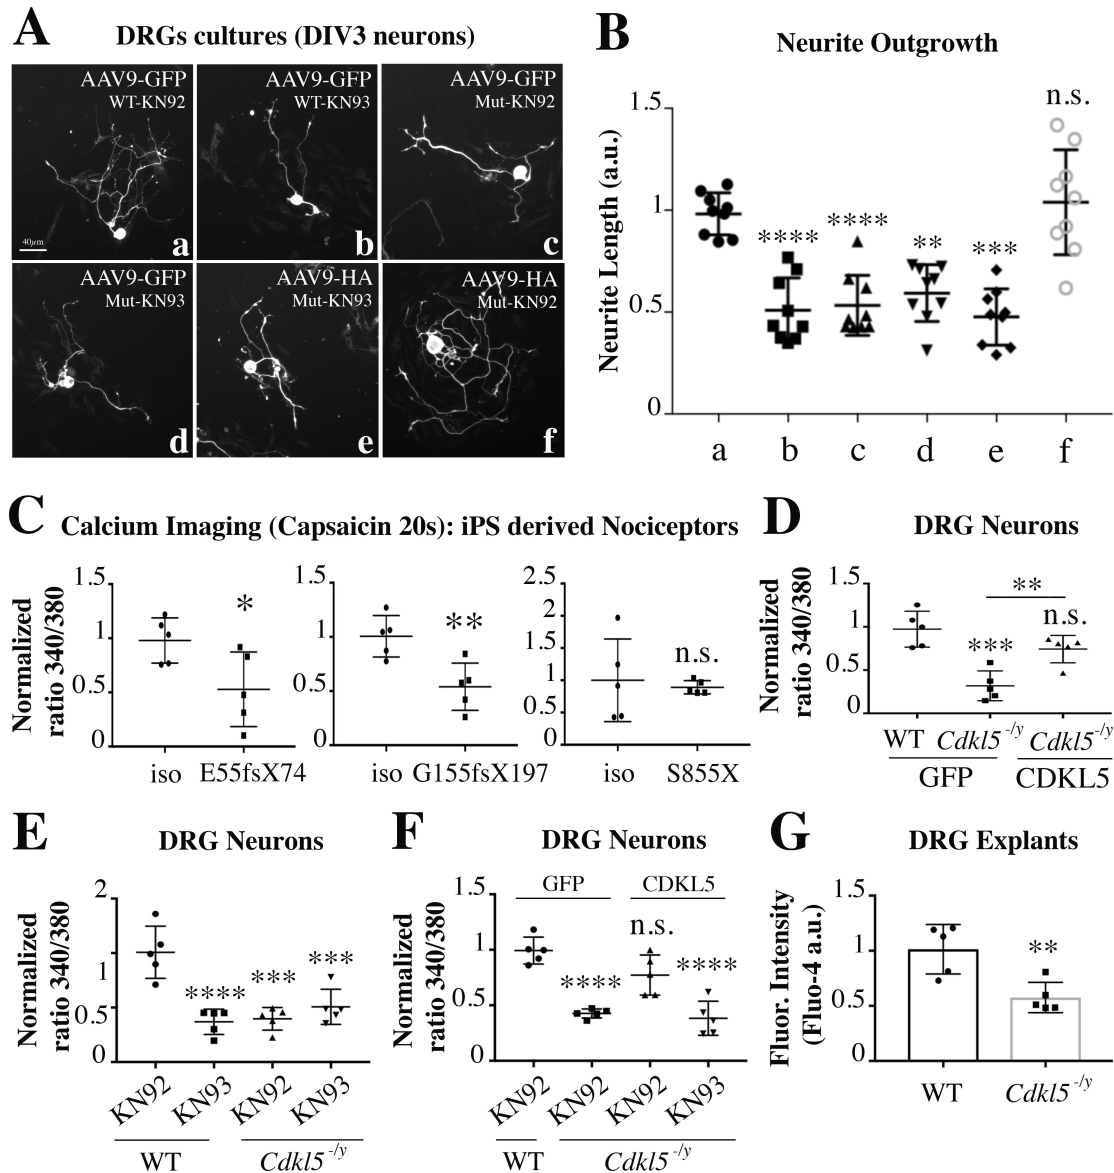 A
DRGs cultures (DIV3 neurons)
AAV9-GFP
WT-KN92
a
40µm
AAV9-GFP
WT-KN93
b
AAV9-GFP
Mut-KN92
c
AAV9-GFP
Mut-KN93
d
AAV9-HA
Mut-KN93
e
AAV9-HA
Mut-KN92
f
B
Neurite Outgrowth
Neurite Length (a.u.)
1.5
1
0.5
0
****
****
**
***
n.s.
a b c d e f
C
Calcium Imaging (Capsaicin 20s): iPS derived Nociceptors
Normalized
ratio 340/380
1.5
1
0.5
0
*
iso E55fsX74
1.5
1
0.5
0
**
iso G155fsX197
2.5
2
1.5
1
0.5
0
n.s.
iso S855X
D
DRG Neurons
Normalized
ratio 340/380
1.5
1
0.5
0
**
***
n.s.
WT Cdkl5-/y Cdkl5-/y
GFP CDKL5
E
DRG Neurons
Normalized
ratio 340/380
2
1
0.5
0
****
***
***
KN92 KN93 KN92 KN93
WT Cdkl5-/y
F
DRG Neurons
Normalized
ratio 340/380
1.5
1
0.5
0
GFP CDKL5
****
n.s.
****
KN92 KN92 KN92 KN93
WT Cdkl5-/y
G
DRG Explants
Fluor. Intensity
(Fluo-4 a.u.)
1.5
1
0.5
0
**
WT Cdkl5-/y